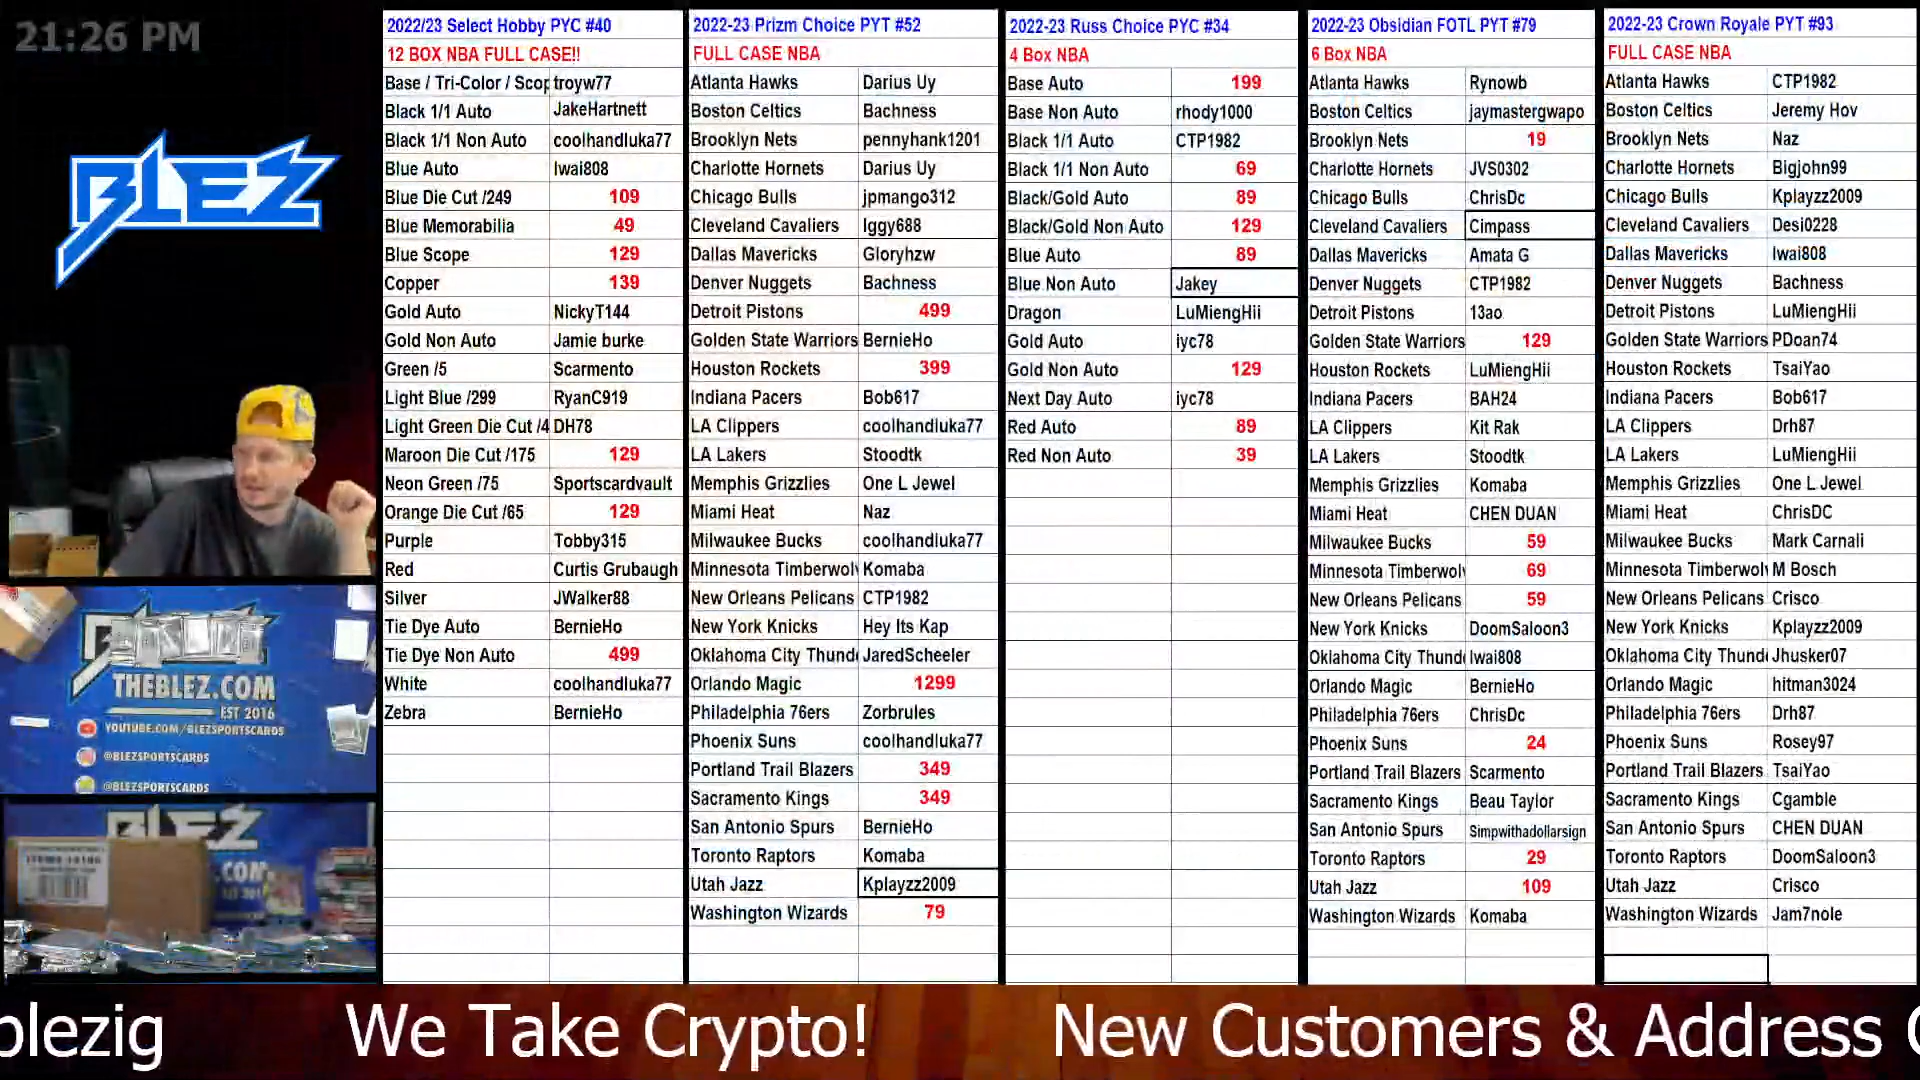 21:26 PM
BLEZ
THEBLEZ.COM
EST 2016
YOUTUBE.COM/BLEZSPORTSCARDS
@BLEZSPORTSCARDS
@BLEZSPORTSCARDS
BLEZ
.COM
2022/23 Select Hobby PYC #40
12 BOX NBA FULL CASE!!
Base / Tri-Color / Scop troyw77
Black 1/1 Auto JakeHartnett
Black 1/1 Non Auto coolhandluka77
Blue Auto lwai808
Blue Die Cut /249 109
Blue Memorabilia 49
Blue Scope 129
Copper 139
Gold Auto NickyT144
Gold Non Auto Jamie burke
Green /5 Scarmento
Light Blue /299 RyanC919
Light Green Die Cut /4 DH78
Maroon Die Cut /175 129
Neon Green /75 Sportscardvault
Orange Die Cut /65 129
Purple Tobby315
Red Curtis Grubaugh
Silver JWalker88
Tie Dye Auto BernieHo
Tie Dye Non Auto 499
White coolhandluka77
Zebra BernieHo
2022-23 Prizm Choice PYT #52
FULL CASE NBA
Atlanta Hawks Darius Uy
Boston Celtics Bachness
Brooklyn Nets pennyhank1201
Charlotte Hornets Darius Uy
Chicago Bulls jpmango312
Cleveland Cavaliers Iggy688
Dallas Mavericks Gloryhzw
Denver Nuggets Bachness
Detroit Pistons 499
Golden State Warriors BernieHo
Houston Rockets 399
Indiana Pacers Bob617
LA Clippers coolhandluka77
LA Lakers Stoodtk
Memphis Grizzlies One L Jewel
Miami Heat Naz
Milwaukee Bucks coolhandluka77
Minnesota Timberwolv Komaba
New Orleans Pelicans CTP1982
New York Knicks Hey Its Kap
Oklahoma City Thund JaredScheeler
Orlando Magic 1299
Philadelphia 76ers Zorbrules
Phoenix Suns coolhandluka77
Portland Trail Blazers 349
Sacramento Kings 349
San Antonio Spurs BernieHo
Toronto Raptors Komaba
Utah Jazz Kplayzz2009
Washington Wizards 79
2022-23 Russ Choice PYC #34
4 Box NBA
Base Auto 199
Base Non Auto rhody1000
Black 1/1 Auto CTP1982
Black 1/1 Non Auto 69
Black/Gold Auto 89
Black/Gold Non Auto 129
Blue Auto 89
Blue Non Auto Jakey
Dragon LuMiengHii
Gold Auto iyc78
Gold Non Auto 129
Next Day Auto iyc78
Red Auto 89
Red Non Auto 39
2022-23 Obsidian FOTL PYT #79
6 Box NBA
Atlanta Hawks Rynowb
Boston Celtics jaymastergwapo
Brooklyn Nets 19
Charlotte Hornets JVS0302
Chicago Bulls ChrisDc
Cleveland Cavaliers Cimpass
Dallas Mavericks Amata G
Denver Nuggets CTP1982
Detroit Pistons 13ao
Golden State Warriors 129
Houston Rockets LuMiengHii
Indiana Pacers BAH24
LA Clippers Kit Rak
LA Lakers Stoodtk
Memphis Grizzlies Komaba
Miami Heat CHEN DUAN
Milwaukee Bucks 59
Minnesota Timberwolv 69
New Orleans Pelicans 59
New York Knicks DoomSaloon3
Oklahoma City Thund lwai808
Orlando Magic BernieHo
Philadelphia 76ers ChrisDc
Phoenix Suns 24
Portland Trail Blazers Scarmento
Sacramento Kings Beau Taylor
San Antonio Spurs Simpwithadollarsign
Toronto Raptors 29
Utah Jazz 109
Washington Wizards Komaba
2022-23 Crown Royale PYT #93
FULL CASE NBA
Atlanta Hawks CTP1982
Boston Celtics Jeremy Hov
Brooklyn Nets Naz
Charlotte Hornets Bigjohn99
Chicago Bulls Kplayzz2009
Cleveland Cavaliers Desi0228
Dallas Mavericks lwai808
Denver Nuggets Bachness
Detroit Pistons LuMiengHii
Golden State Warriors PDoan74
Houston Rockets TsaiYao
Indiana Pacers Bob617
LA Clippers Drh87
LA Lakers LuMiengHii
Memphis Grizzlies One L Jewel
Miami Heat ChrisDC
Milwaukee Bucks Mark Carnali
Minnesota Timberwolv M Bosch
New Orleans Pelicans Crisco
New York Knicks Kplayzz2009
Oklahoma City Thund Jhusker07
Orlando Magic hitman3024
Philadelphia 76ers Drh87
Phoenix Suns Rosey97
Portland Trail Blazers TsaiYao
Sacramento Kings Cgamble
San Antonio Spurs CHEN DUAN
Toronto Raptors DoomSaloon3
Utah Jazz Crisco
Washington Wizards Jam7nole
blezig We Take Crypto! New Customers & Address